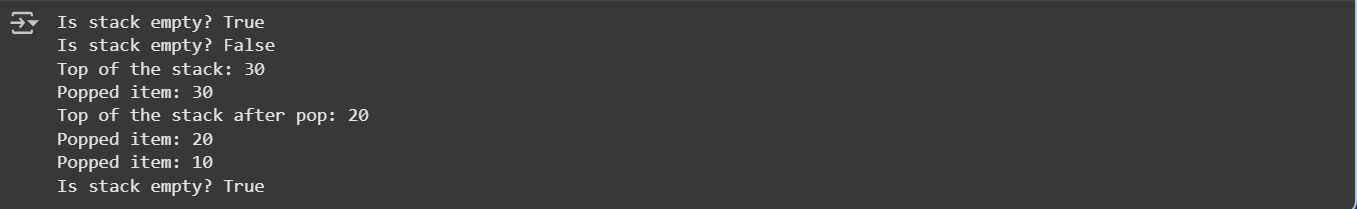 Is stack empty? True
Is stack empty? False
Top of the stack: 30
Popped item: 30
Top of the stack after pop: 20
Popped item: 20
Popped item: 10
Is stack empty? True